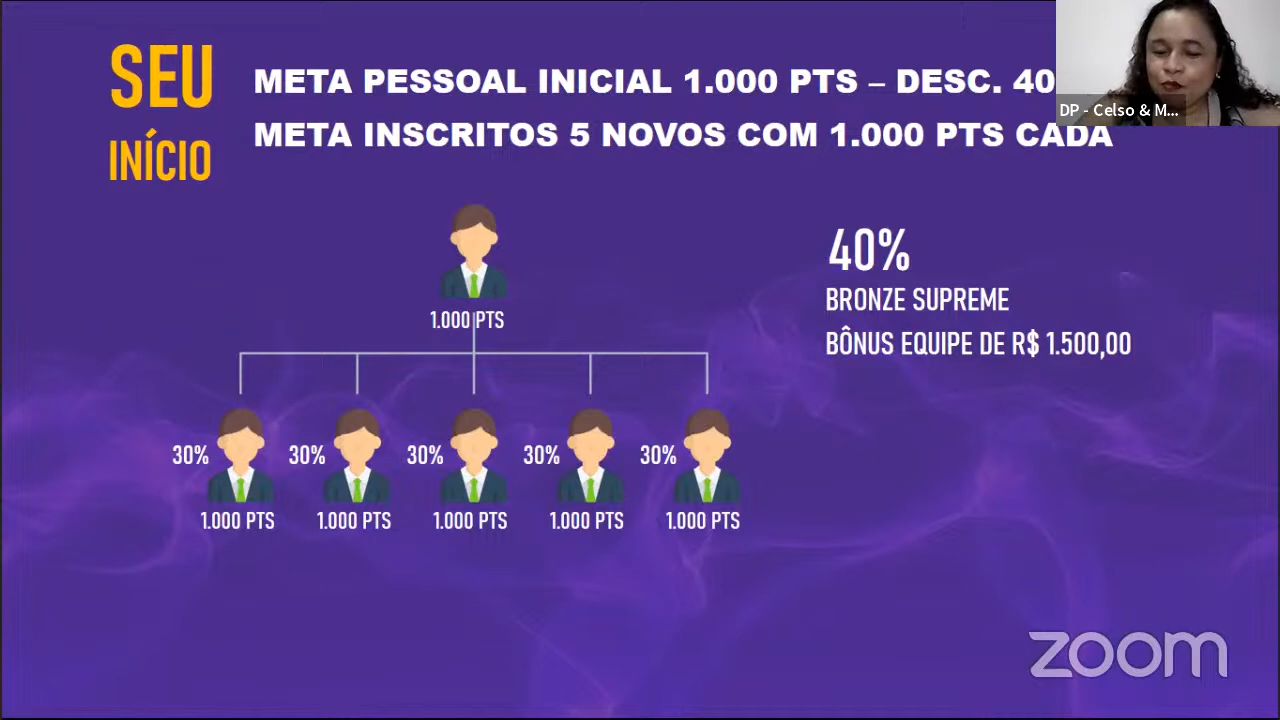 SEU
INÍCIO
META PESSOAL INICIAL 1.000 PTS – DESC. 40
META INSCRITOS 5 NOVOS COM 1.000 PTS CADA
DP - Celso & M...
1.000 PTS
40%
BRONZE SUPREME
BÔNUS EQUIPE DE R$ 1.500,00
30% 30% 30% 30% 30%
1.000 PTS 1.000 PTS 1.000 PTS 1.000 PTS 1.000 PTS
zoom